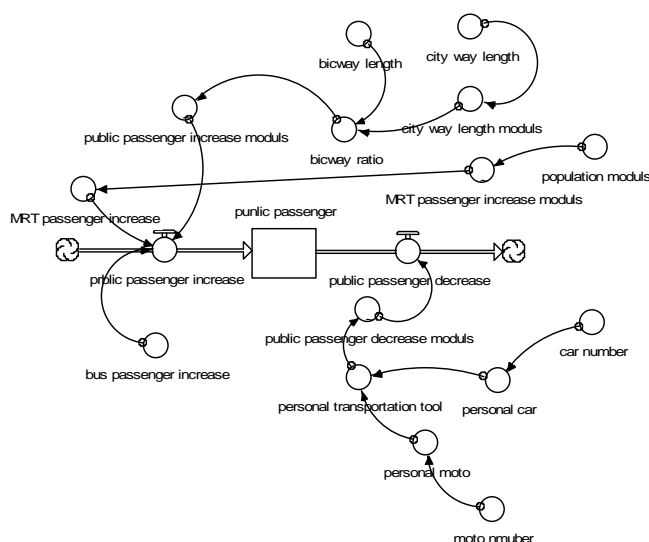 city way length
bicway length
public passenger increase moduls
city way length moduls
bicway ratio
population moduls
MRT passenger increase moduls
MRT passenger increase
punlic passenger
prblic passenger increase
public passenger decrease
public passenger decrease moduls
car number
bus passenger increase
personal transportation tool
personal car
personal moto
moto nmuber